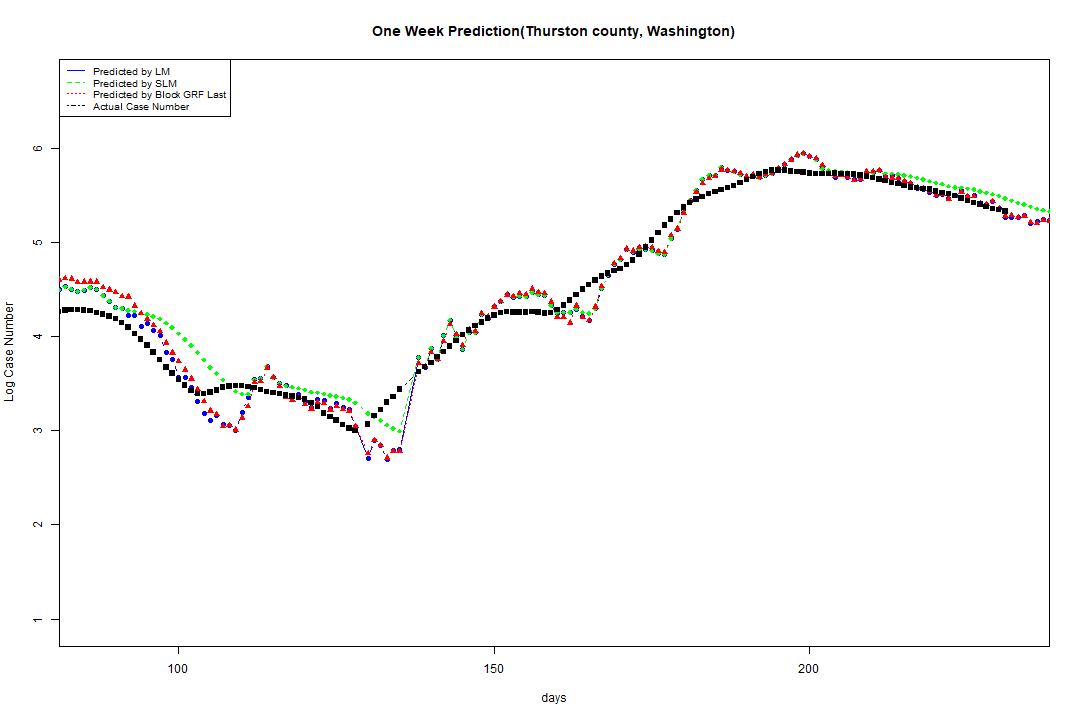 One Week Prediction(Thurston county, Washington)
Predicted by LM
Predicted by SLM
Predicted by Block GRF Last
Actual Case Number
6
5
4
3
2
1
Log Case Number
100 150 200
days